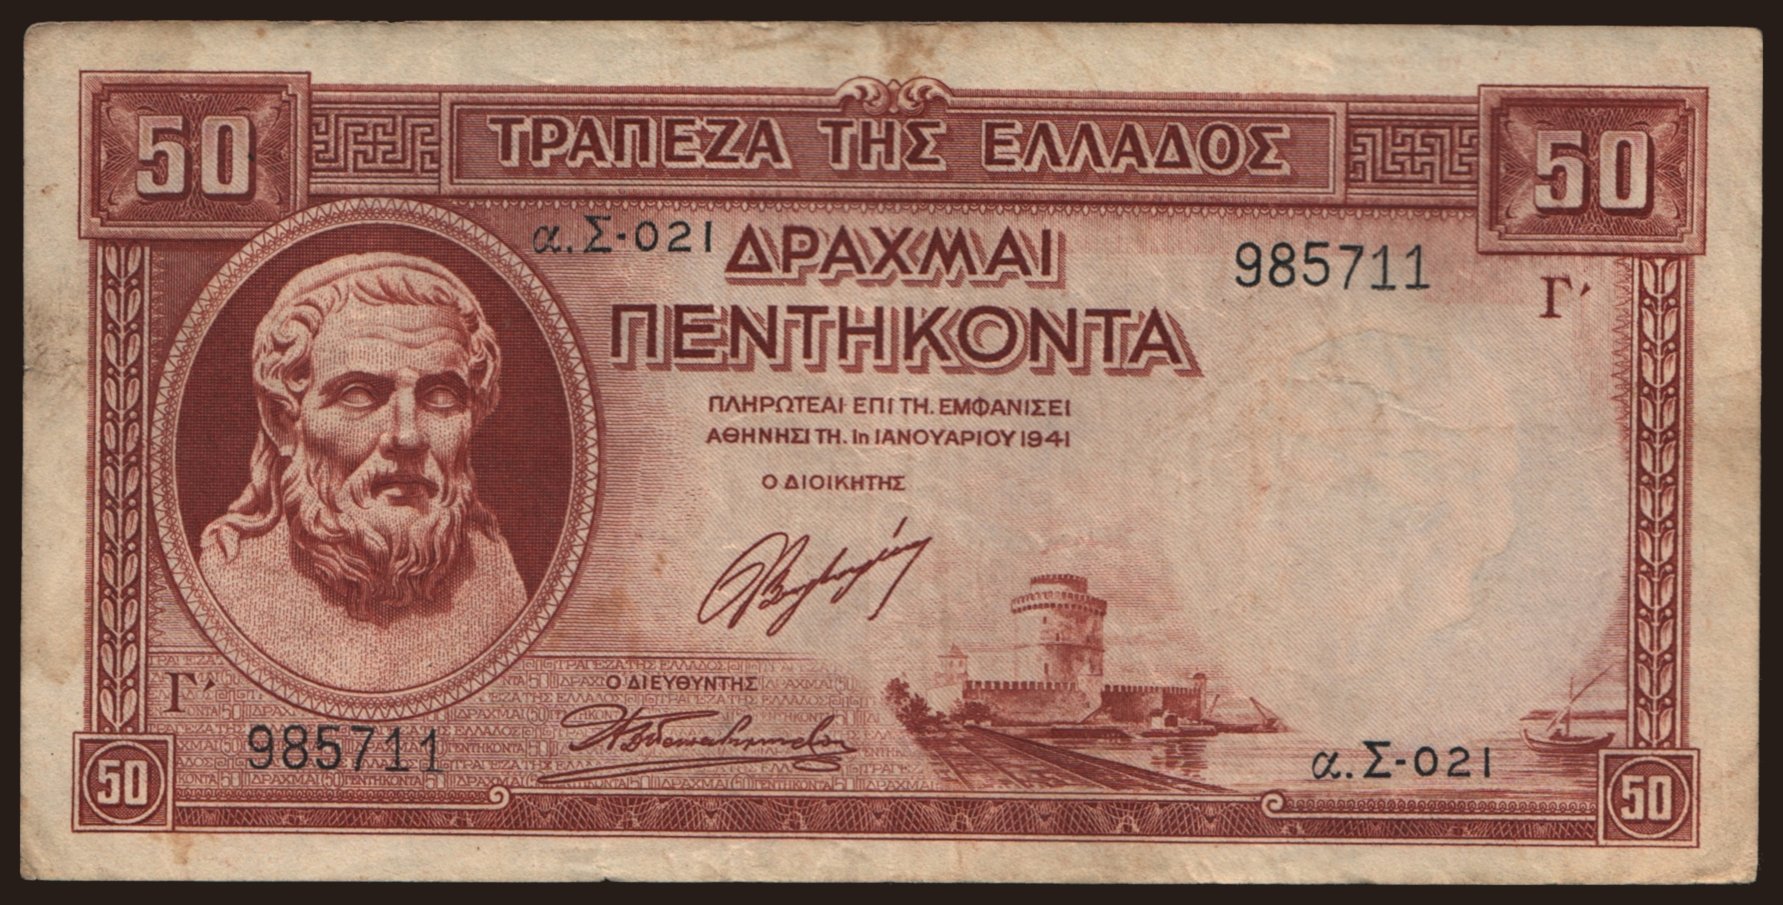 50 ΤΡΑΠΕΖΑ ΤΗΣ ΕΛΛΑΔΟΣ 50
α.Σ-021 ΔΡΑΧΜΑΙ 985711 Γ΄
ΠΕΝΤΗΚΟΝΤΑ
ΠΛΗΡΩΤΕΑΙ ΕΠΙ ΤΗ. ΕΜΦΑΝΙΣΕΙ
ΑΘΗΝΗΣΙ ΤΗ. 1η ΙΑΝΟΥΑΡΙΟΥ 1941
Ο ΔΙΟΙΚΗΤΗΣ
Γ΄ Ο ΔΙΕΥΘΥΝΤΗΣ
985711 α.Σ-021
50 50